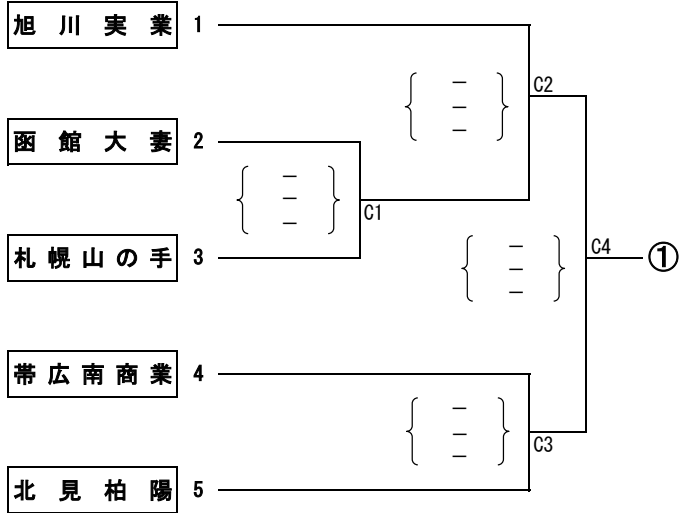 旭川実業 1
C2
函館大妻 2
C1
札幌山の手 3
C4 ①
帯広南商業 4
C3
北見柏陽 5